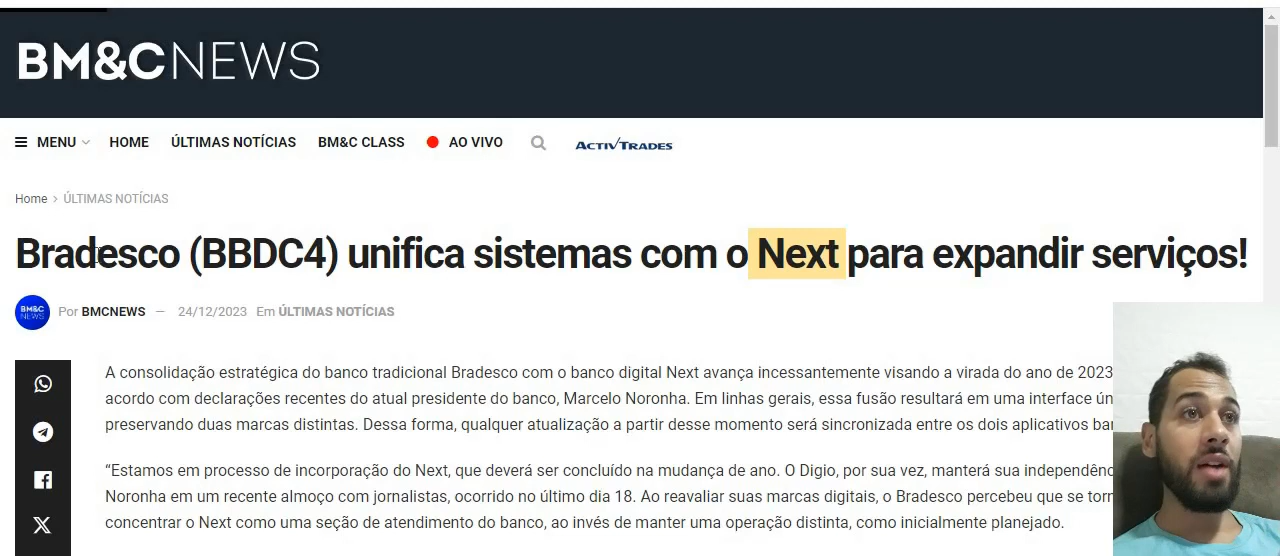 BM&CNEWS
MENU HOME ÚLTIMAS NOTÍCIAS BM&C CLASS AO VIVO ACTIVTRADES
Home > ÚLTIMAS NOTÍCIAS
Bradesco (BBDC4) unifica sistemas com o Next para expandir serviços!
BM&C NEWS Por BMCNEWS — 24/12/2023 Em ÚLTIMAS NOTÍCIAS
A consolidação estratégica do banco tradicional Bradesco com o banco digital Next avança incessantemente visando a virada do ano de 2023
acordo com declarações recentes do atual presidente do banco, Marcelo Noronha. Em linhas gerais, essa fusão resultará em uma interface
preservando duas marcas distintas. Dessa forma, qualquer atualização a partir desse momento será sincronizada entre os dois aplicativos
“Estamos em processo de incorporação do Next, que deverá ser concluído na mudança de ano. O Digio, por sua vez, manterá sua
Noronha em um recente almoço com jornalistas, ocorrido no último dia 18. Ao reavaliar suas marcas digitais, o Bradesco percebeu que se
concentrar o Next como uma seção de atendimento do banco, ao invés de manter uma operação distinta, como inicialmente planejado.